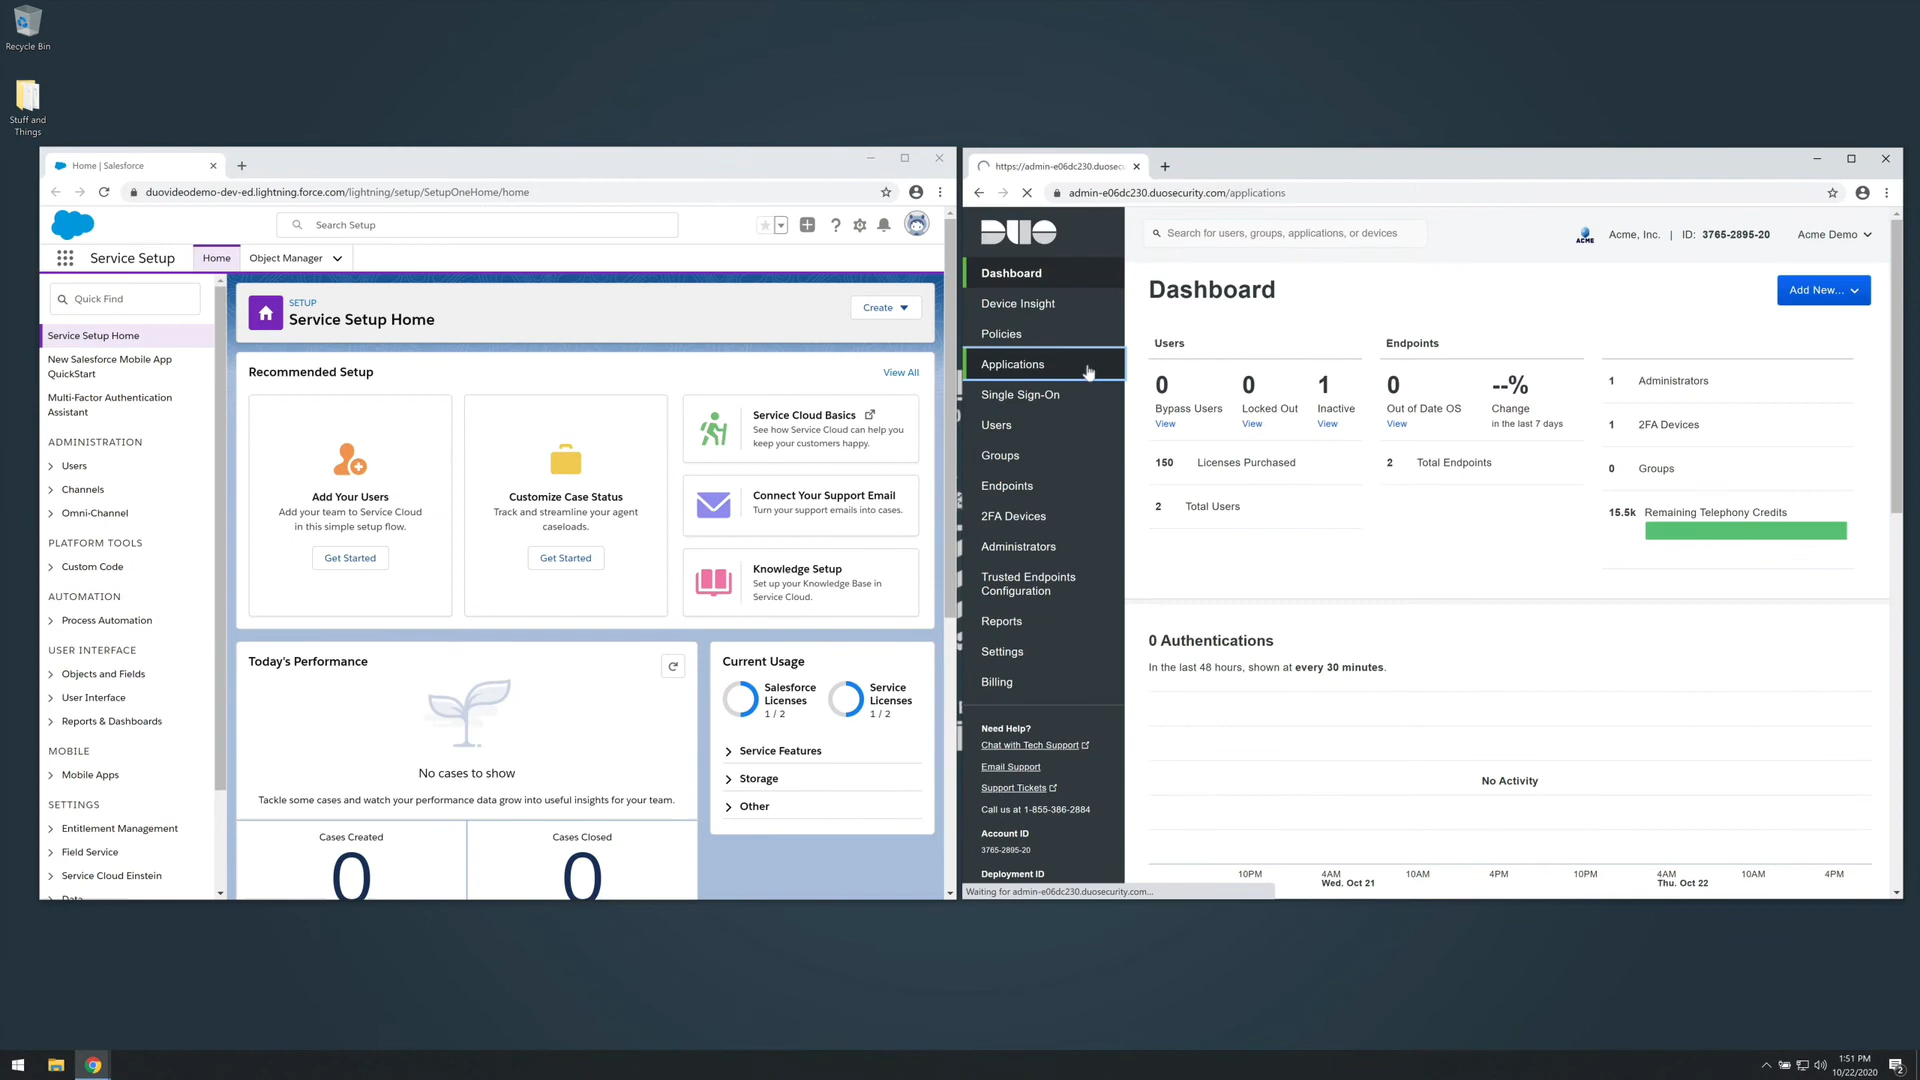 Recycle Bin
Stuff and
Things
Home | Salesforce
duovideodemo-dev-ed.lightning.force.com/lightning/setup/SetupOneHome/home
Search Setup
Service Setup
Home
Object Manager
Quick Find
Service Setup Home
New Salesforce Mobile App
QuickStart
Multi-Factor Authentication
Assistant
ADMINISTRATION
Users
Channels
Omni-Channel
PLATFORM TOOLS
Custom Code
AUTOMATION
Process Automation
USER INTERFACE
Objects and Fields
User Interface
Reports & Dashboards
MOBILE
Mobile Apps
SETTINGS
Entitlement Management
Field Service
Service Cloud Einstein
Data
SETUP
Service Setup Home
Create
Recommended Setup
View All
Add Your Users
Add your team to Service Cloud
in this simple setup flow.
Get Started
Customize Case Status
Track and streamline your agent
caseloads.
Get Started
Service Cloud Basics
See how Service Cloud can help you
keep your customers happy.
Connect Your Support Email
Turn your support emails into cases.
Knowledge Setup
Set up your Knowledge Base in
Service Cloud.
Today's Performance
No cases to show
Tackle some cases and watch your performance data grow into useful insights for your team.
Cases Created
0
Cases Closed
0
Current Usage
Salesforce
Licenses
1 / 2
Service
Licenses
1 / 2
Service Features
Storage
Other
https://admin-e06dc230.duosec
admin-e06dc230.duosecurity.com/applications
DUO
Dashboard
Device Insight
Policies
Applications
Single Sign-On
Users
Groups
Endpoints
2FA Devices
Administrators
Trusted Endpoints
Configuration
Reports
Settings
Billing
Need Help?
Chat with Tech Support
Email Support
Support Tickets
Call us at 1-855-386-2884
Account ID
3765-2895-20
Deployment ID
Waiting for admin-e06dc230.duosecurity.com...
Search for users, groups, applications, or devices
ACME
Acme, Inc. | ID: 3765-2895-20
Acme Demo
Dashboard
Add New...
Users
0
Bypass Users
View
0
Locked Out
View
1
Inactive
View
150 Licenses Purchased
2 Total Users
Endpoints
0
Out of Date OS
View
--%
Change
in the last 7 days
2 Total Endpoints
1 Administrators
1 2FA Devices
0 Groups
15.5k Remaining Telephony Credits
0 Authentications
In the last 48 hours, shown at every 30 minutes.
No Activity
10PM 4AM 10AM 4PM 10PM 4AM 10AM 4PM
Wed. Oct 21 Thu. Oct 22
1:51 PM
10/22/2020
2